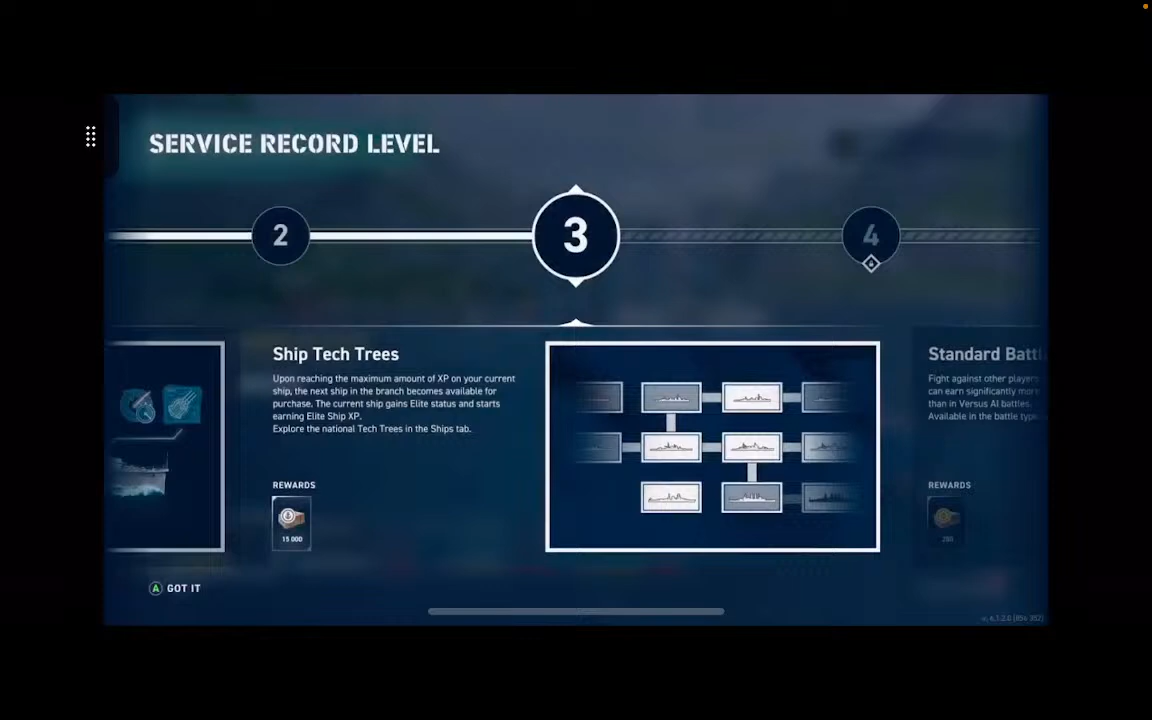 SERVICE RECORD LEVEL
2
3
4
Ship Tech Trees
Upon reaching the maximum amount of XP on your current
ship, the next ship in the branch becomes available for
purchase. The current ship gains Elite status and starts
earning Elite Ship XP.
Explore the national Tech Trees in the Ships tab.
REWARDS
15 000
Standard Batt
Fight against other players
can earn significantly more
than in Versus AI battles.
Available in the battle type
REWARDS
A GOT IT